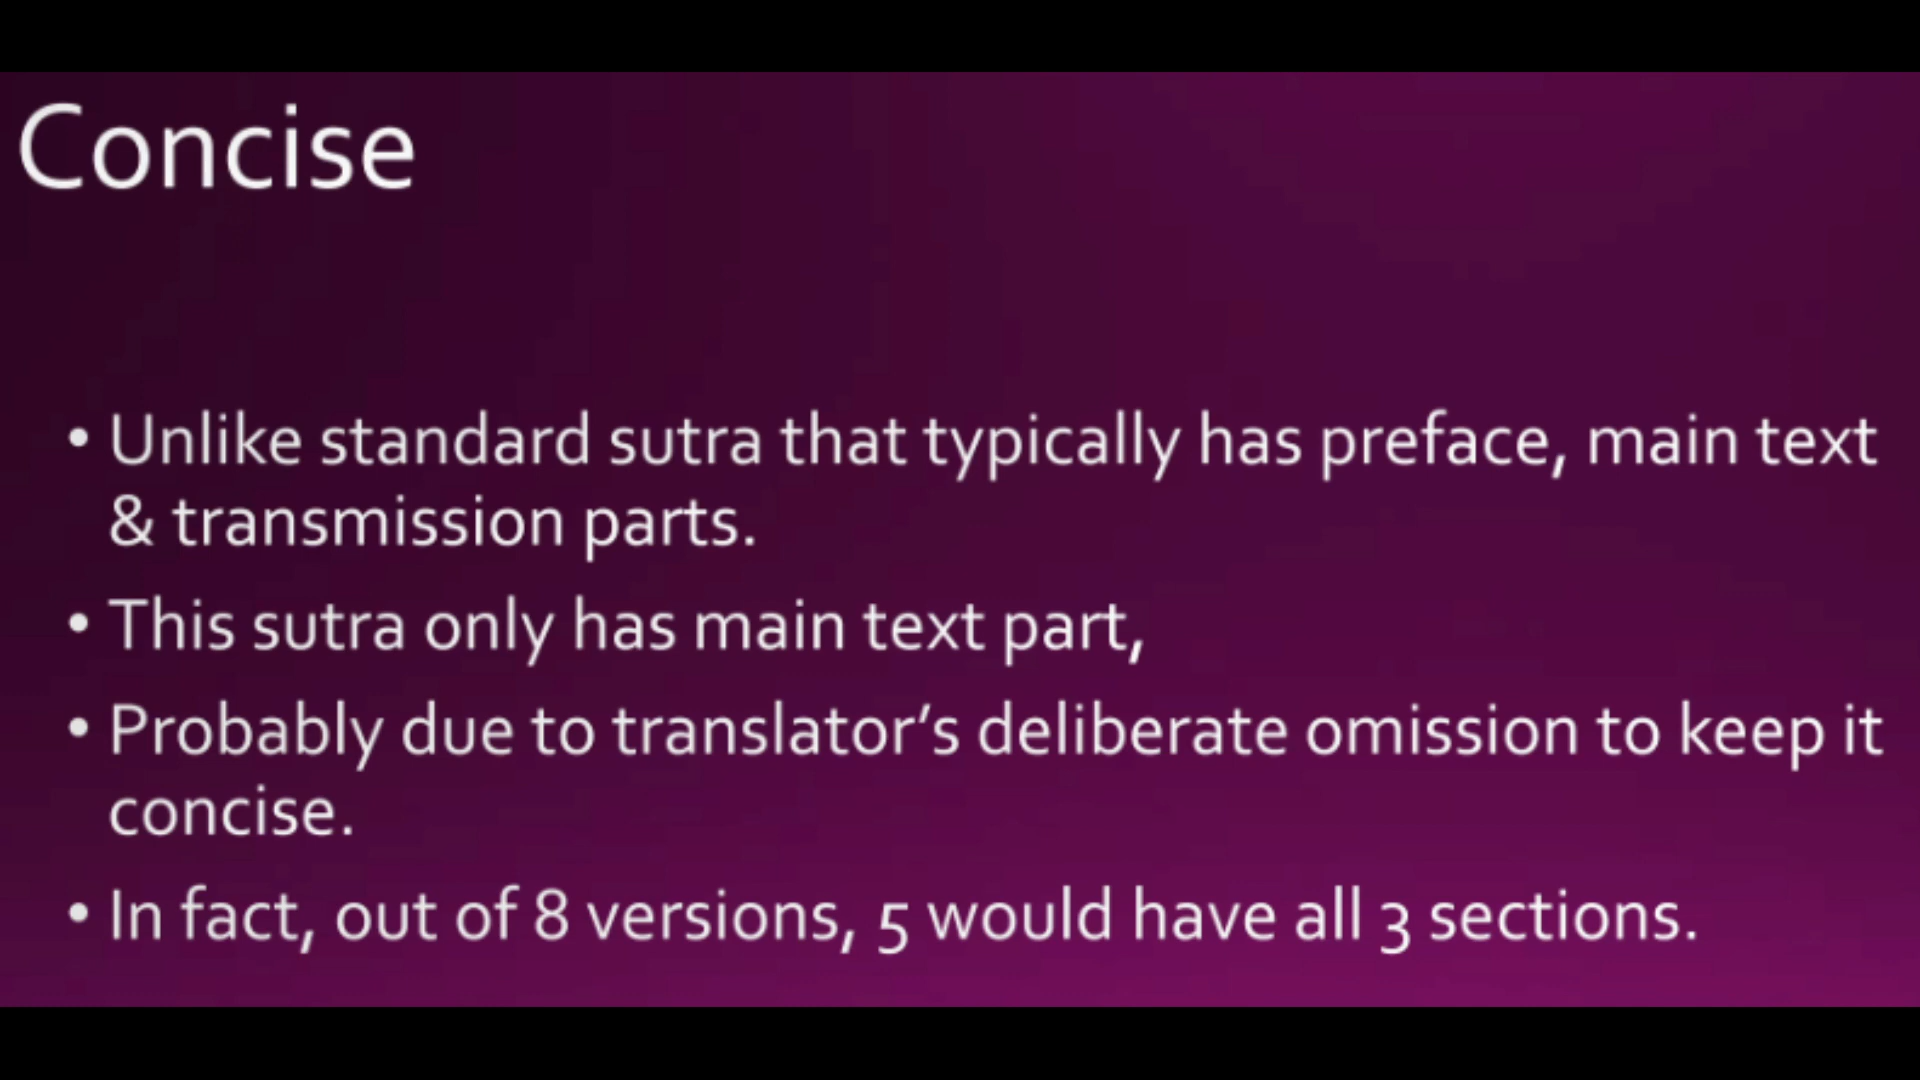 Concise
• Unlike standard sutra that typically has preface, main text
& transmission parts.
• This sutra only has main text part,
• Probably due to translator’s deliberate omission to keep it
concise.
• In fact, out of 8 versions, 5 would have all 3 sections.